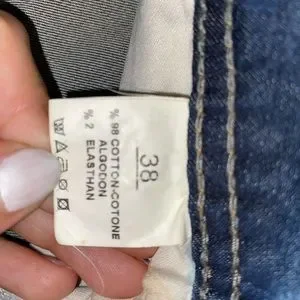 38
% 98 COTTON-COTONE
ALGODON
% 2 ELASTHAN